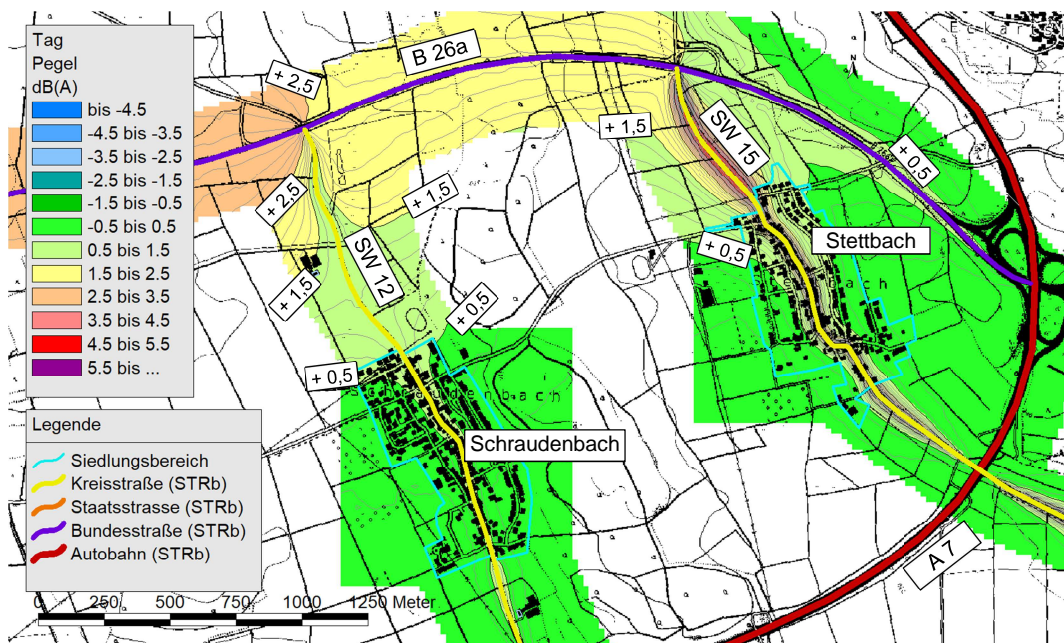 Tag
Pegel
dB(A)
bis -4.5
-4.5 bis -3.5
-3.5 bis -2.5
-2.5 bis -1.5
-1.5 bis -0.5
-0.5 bis 0.5
0.5 bis 1.5
1.5 bis 2.5
2.5 bis 3.5
3.5 bis 4.5
4.5 bis 5.5
5.5 bis ...
Legende
Siedlungsbereich
Kreisstraße (STRb)
Staatsstrasse (STRb)
Bundesstraße (STRb)
Autobahn (STRb)
0 250 500 750 1000 1250 Meter
B 26a
+ 2,5
+ 1,5
SW 15
+ 0,5
+ 2,5
+ 1,5
SW 12
+ 1,5
+ 0,5
+ 0,5
Stettbach
+ 0,5
Schraudenbach
A 7